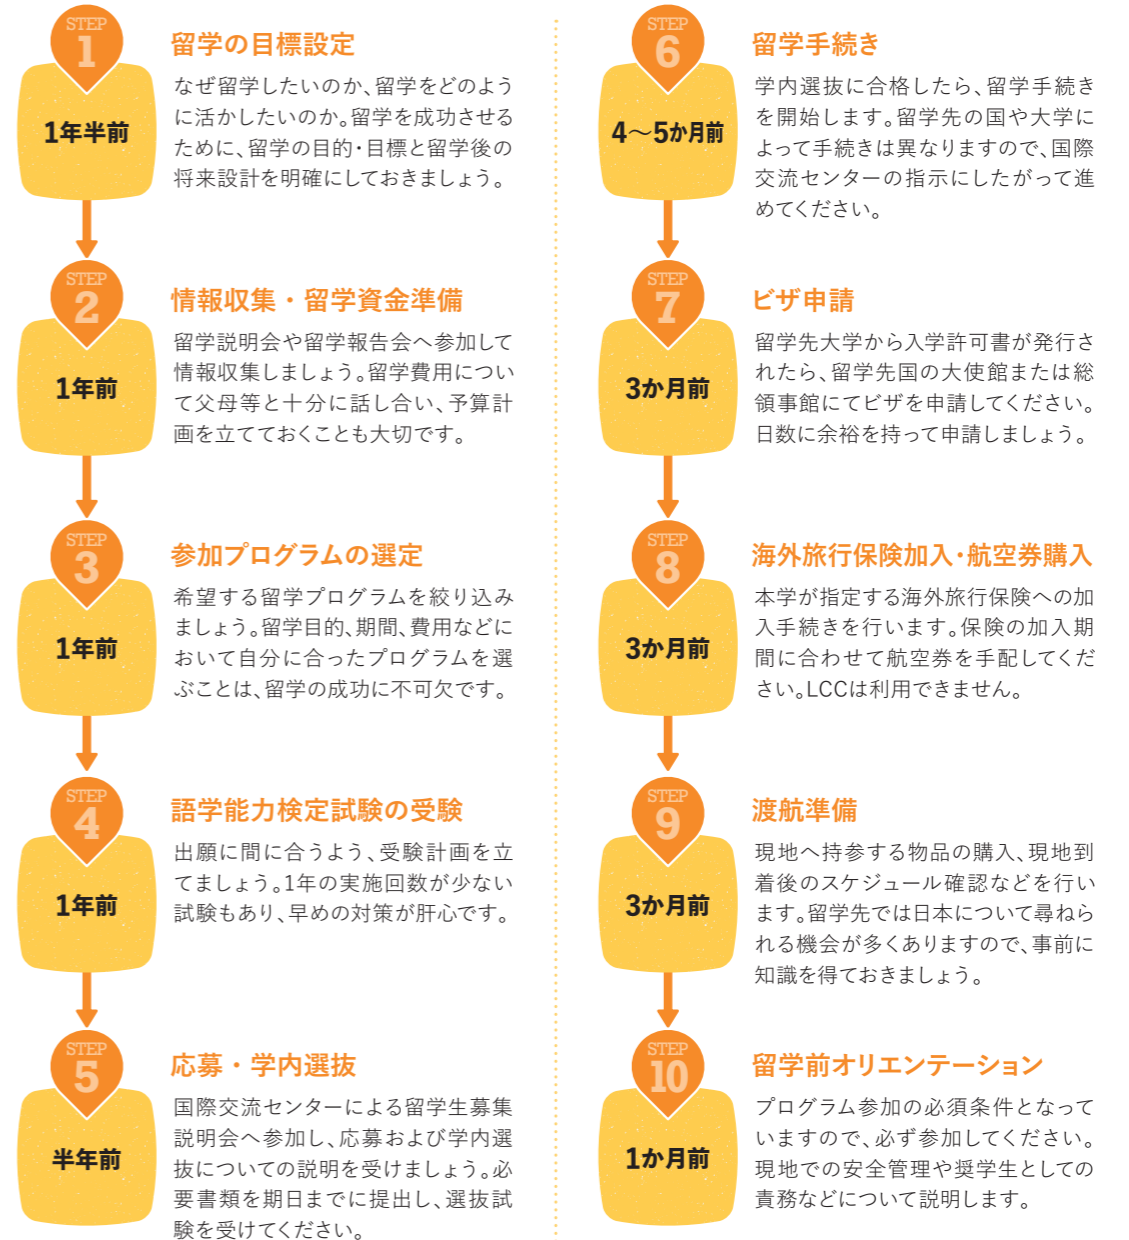 STEP
1
1年半前
留学の目標設定
なぜ留学したいのか、留学をどのよう
に活かしたいのか。留学を成功させる
ために、留学の目的・目標と留学後の
将来設計を明確にしておきましょう。
STEP
2
1年前
情報収集・留学資金準備
留学説明会や留学報告会へ参加して
情報収集しましょう。留学費用につい
て父母等と十分に話し合い、予算計
画を立てておくことも大切です。
STEP
3
1年前
参加プログラムの選定
希望する留学プログラムを絞り込み
ましょう。留学目的、期間、費用などに
おいて自分に合ったプログラムを選
ぶことは、留学の成功に不可欠です。
STEP
4
1年前
語学能力検定試験の受験
出願に間に合うよう、受験計画を立
てましょう。1年の実施回数が少ない
試験もあり、早めの対策が肝心です。
STEP
5
半年前
応募・学内選抜
国際交流センターによる留学生募集
説明会へ参加し、応募および学内選
抜についての説明を受けましょう。必
要書類を期日までに提出し、選抜試
験を受けてください。
STEP
6
4〜5か月前
留学手続き
学内選抜に合格したら、留学手続き
を開始します。留学先の国や大学に
よって手続きは異なりますので、国際
交流センターの指示にしたがって進
めてください。
STEP
7
3か月前
ビザ申請
留学先大学から入学許可書が発行さ
れたら、留学先国の大使館または総
領事館にてビザを申請してください。
日数に余裕を持って申請しましょう。
STEP
8
3か月前
海外旅行保険加入・航空券購入
本学が指定する海外旅行保険への加
入手続きを行います。保険の加入期
間に合わせて航空券を手配してくだ
さい。LCCは利用できません。
STEP
9
3か月前
渡航準備
現地へ持参する物品の購入、現地到
着後のスケジュール確認などを行い
ます。留学先では日本について尋ねら
れる機会が多くありますので、事前に
知識を得ておきましょう。
STEP
10
1か月前
留学前オリエンテーション
プログラム参加の必須条件となって
いますので、必ず参加してください。
現地での安全管理や奨学生としての
責務などについて説明します。